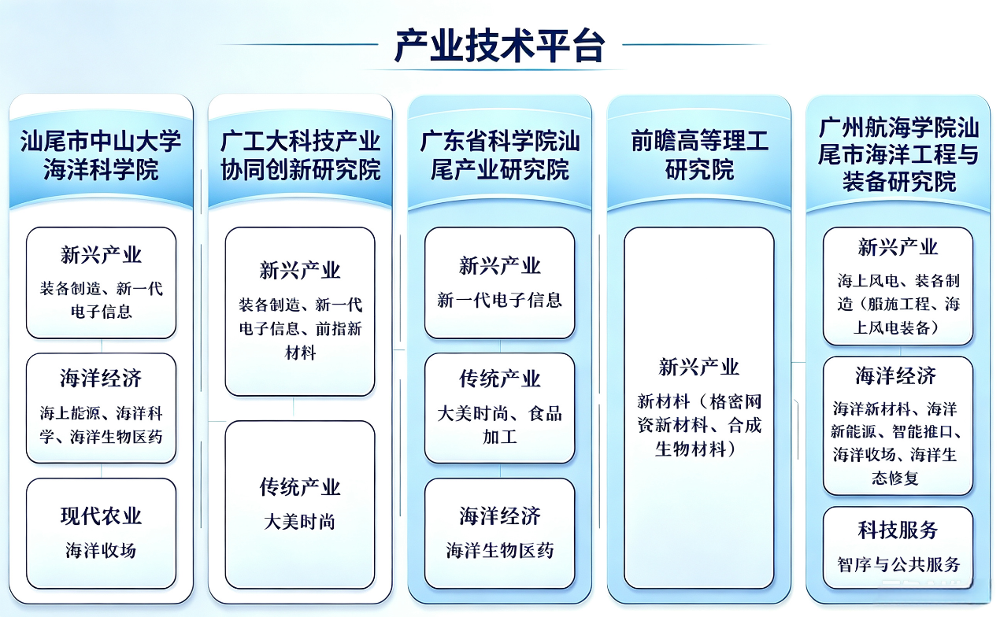 产业技术平台
汕尾市中山大学
海洋科学院
新兴产业
装备制造、新一代
电子信息
海洋经济
海上能源、海洋科
学、海洋生物医药
现代农业
海洋收场
广工大科技产业
协同创新研究院
新兴产业
装备制造、新一代
电子信息、前指新
材料
传统产业
大美时尚
广东省科学院汕
尾产业研究院
新兴产业
新一代电子信息
传统产业
大美时尚、食品
加工
海洋经济
海洋生物医药
前瞻高等理工
研究院
新兴产业
新材料（格密网
资新材料、合成
生物材料）
广州航海学院汕
尾市海洋工程与
装备研究院
新兴产业
海上风电、装备制
造（船施工程、海
上风电装备）
海洋经济
海洋新材料、海洋
新能源、智能推口、
海洋收场、海洋生
态修复
科技服务
智序与公共服务